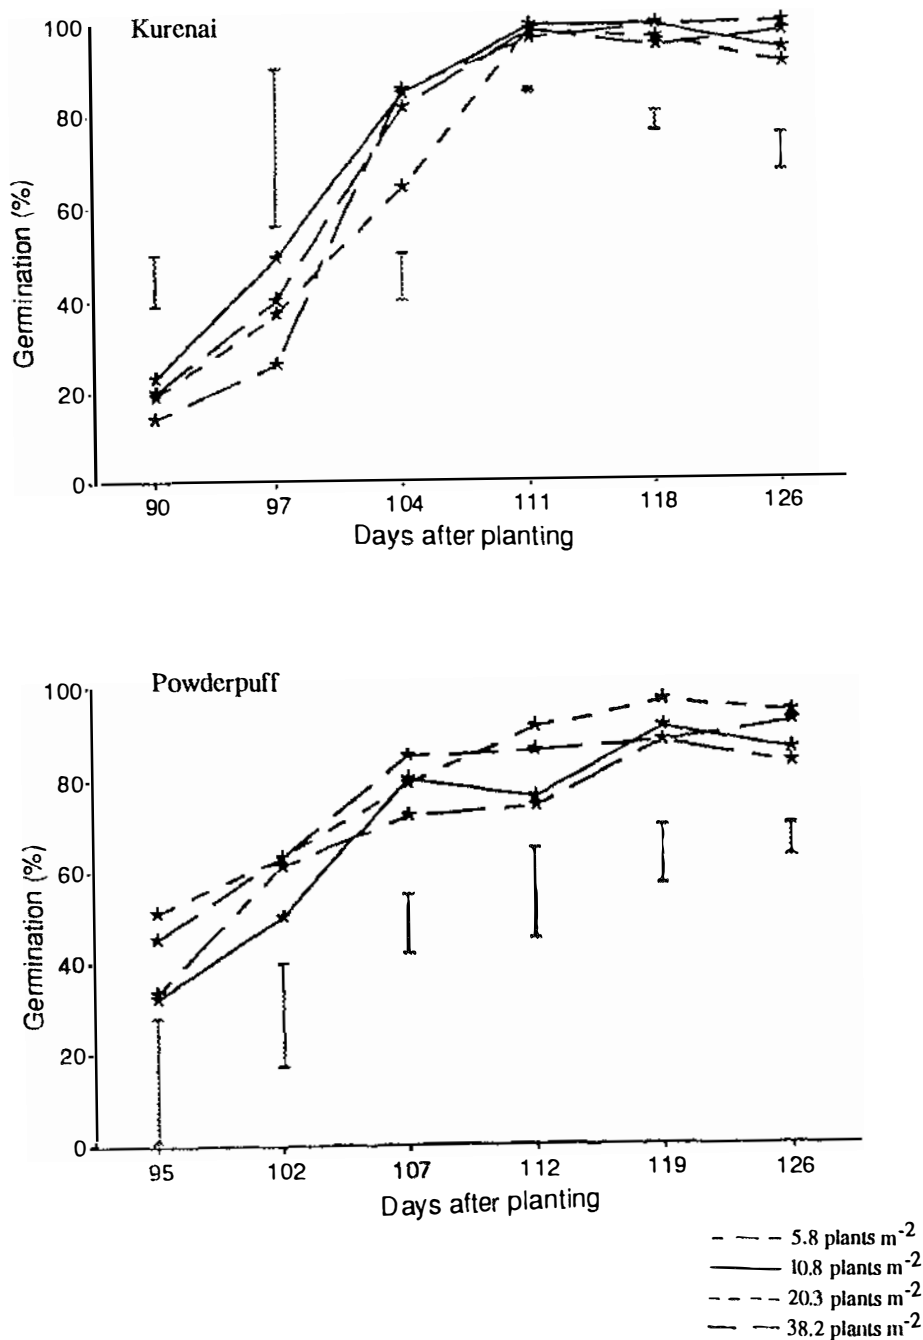 Kurenai
100
80
60
40
20
0
Germination (%)
90 97 104 111 118 126
Days after planting
Powderpuff
100
80
60
40
20
0
Germination (%)
95 102 107 112 119 126
Days after planting
5.8 plants m-2
10.8 plants m-2
20.3 plants m-2
38.2 plants m-2